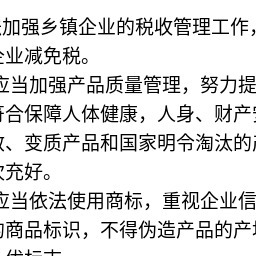 加强乡镇企业的税收管理工作，
企业减免税。
应当加强产品质量管理，努力提
符合保障人体健康，人身、财产安
效、变质产品和国家明令淘汰的产
次充好。
应当依法使用商标，重视企业信
的商品标识，不得伪造产品的产地